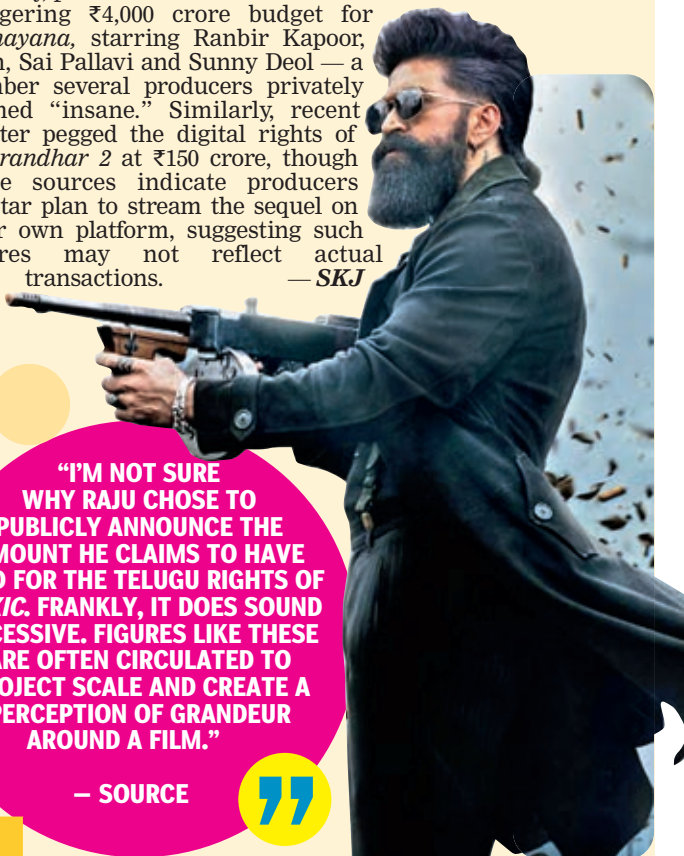 gering ₹4,000 crore budget for
nayana, starring Ranbir Kapoor,
h, Sai Pallavi and Sunny Deol — a
ber several producers privately
ned “insane.” Similarly, recent
ter pegged the digital rights of
randhar 2 at ₹150 crore, though
e sources indicate producers
tar plan to stream the sequel on
r own platform, suggesting such
res may not reflect actual
transactions. — SKJ
“I’M NOT SURE
WHY RAJU CHOSE TO
PUBLICLY ANNOUNCE THE
MOUNT HE CLAIMS TO HAVE
D FOR THE TELUGU RIGHTS OF
XIC. FRANKLY, IT DOES SOUND
CESSIVE. FIGURES LIKE THESE
ARE OFTEN CIRCULATED TO
OJECT SCALE AND CREATE A
PERCEPTION OF GRANDEUR
AROUND A FILM.”
– SOURCE